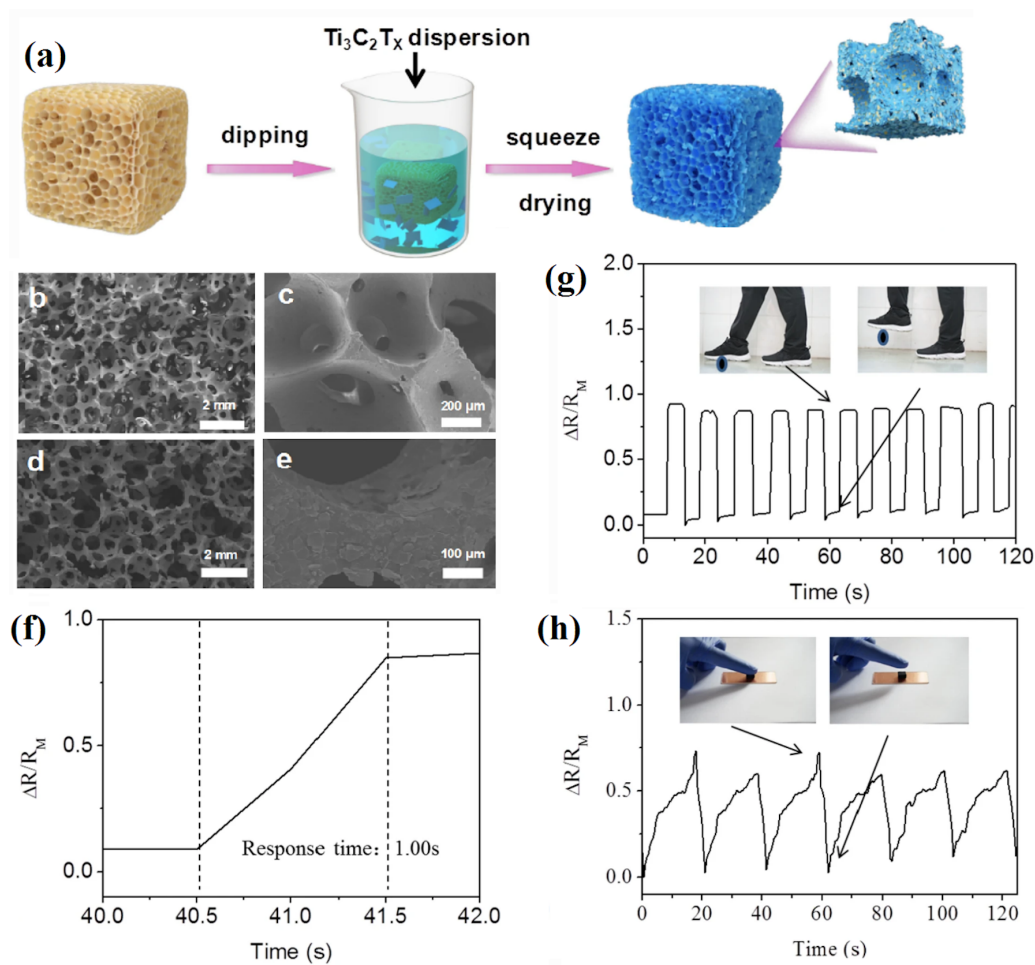 (a)
Ti₃C₂Tₓ dispersion
dipping
squeeze
drying
b
2 mm
c
200 μm
d
2 mm
e
100 μm
(g)
2.0
1.5
1.0
0.5
0.0
ΔR/R_M
0 20 40 60 80 100 120
Time (s)
(f)
1.0
0.5
0.0
ΔR/R_M
Response time: 1.00s
40.0 40.5 41.0 41.5 42.0
Time (s)
(h)
1.5
1.0
0.5
0.0
ΔR/R_M
0 20 40 60 80 100 120
Time (s)